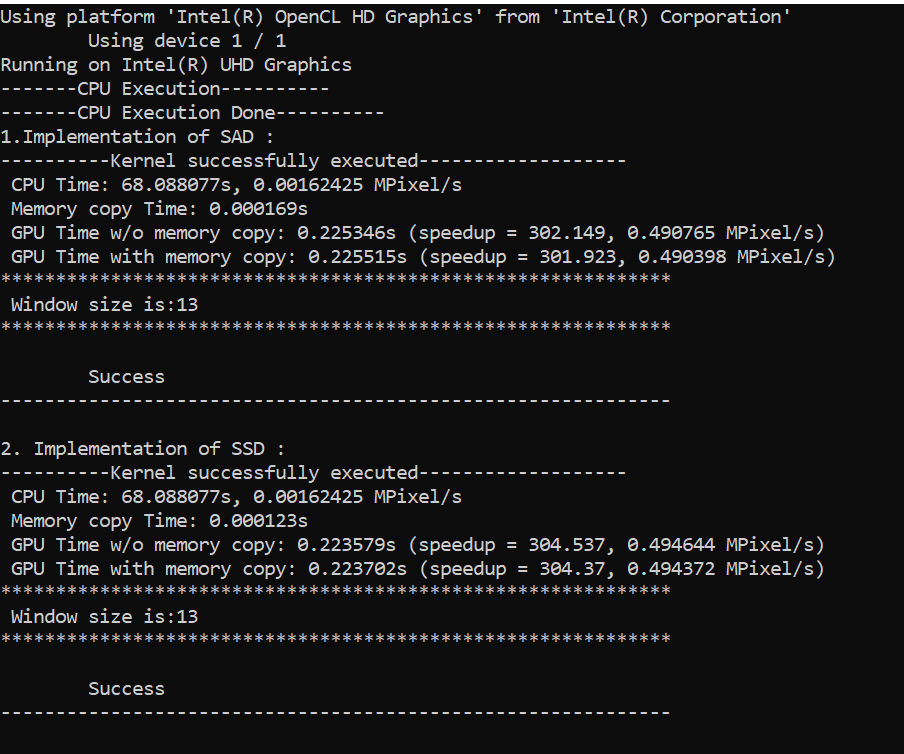 Using platform 'Intel(R) OpenCL HD Graphics' from 'Intel(R) Corporation'
Using device 1 / 1
Running on Intel(R) UHD Graphics
-------CPU Execution----------
-------CPU Execution Done----------
1.Implementation of SAD :
----------Kernel successfully executed-------------------
CPU Time: 68.088077s, 0.00162425 MPixel/s
Memory copy Time: 0.000169s
GPU Time w/o memory copy: 0.225346s (speedup = 302.149, 0.490765 MPixel/s)
GPU Time with memory copy: 0.225515s (speedup = 301.923, 0.490398 MPixel/s)
*************************************************************
Window size is:13
*************************************************************
Success
-------------------------------------------------------------
2. Implementation of SSD :
----------Kernel successfully executed-------------------
CPU Time: 68.088077s, 0.00162425 MPixel/s
Memory copy Time: 0.000123s
GPU Time w/o memory copy: 0.223579s (speedup = 304.537, 0.494644 MPixel/s)
GPU Time with memory copy: 0.223702s (speedup = 304.37, 0.494372 MPixel/s)
*************************************************************
Window size is:13
*************************************************************
Success
-------------------------------------------------------------